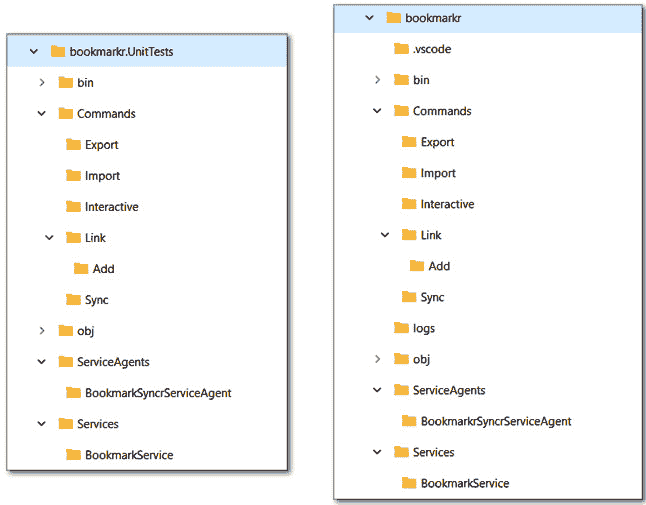 bookmarkr.UnitTests
bin
Commands
Export
Import
Interactive
Link
Add
Sync
obj
ServiceAgents
BookmarkSyncrServiceAgent
Services
BookmarkService
bookmarkr
.vscode
bin
Commands
Export
Import
Interactive
Link
Add
Sync
logs
obj
ServiceAgents
BookmarkrSyncrServiceAgent
Services
BookmarkService